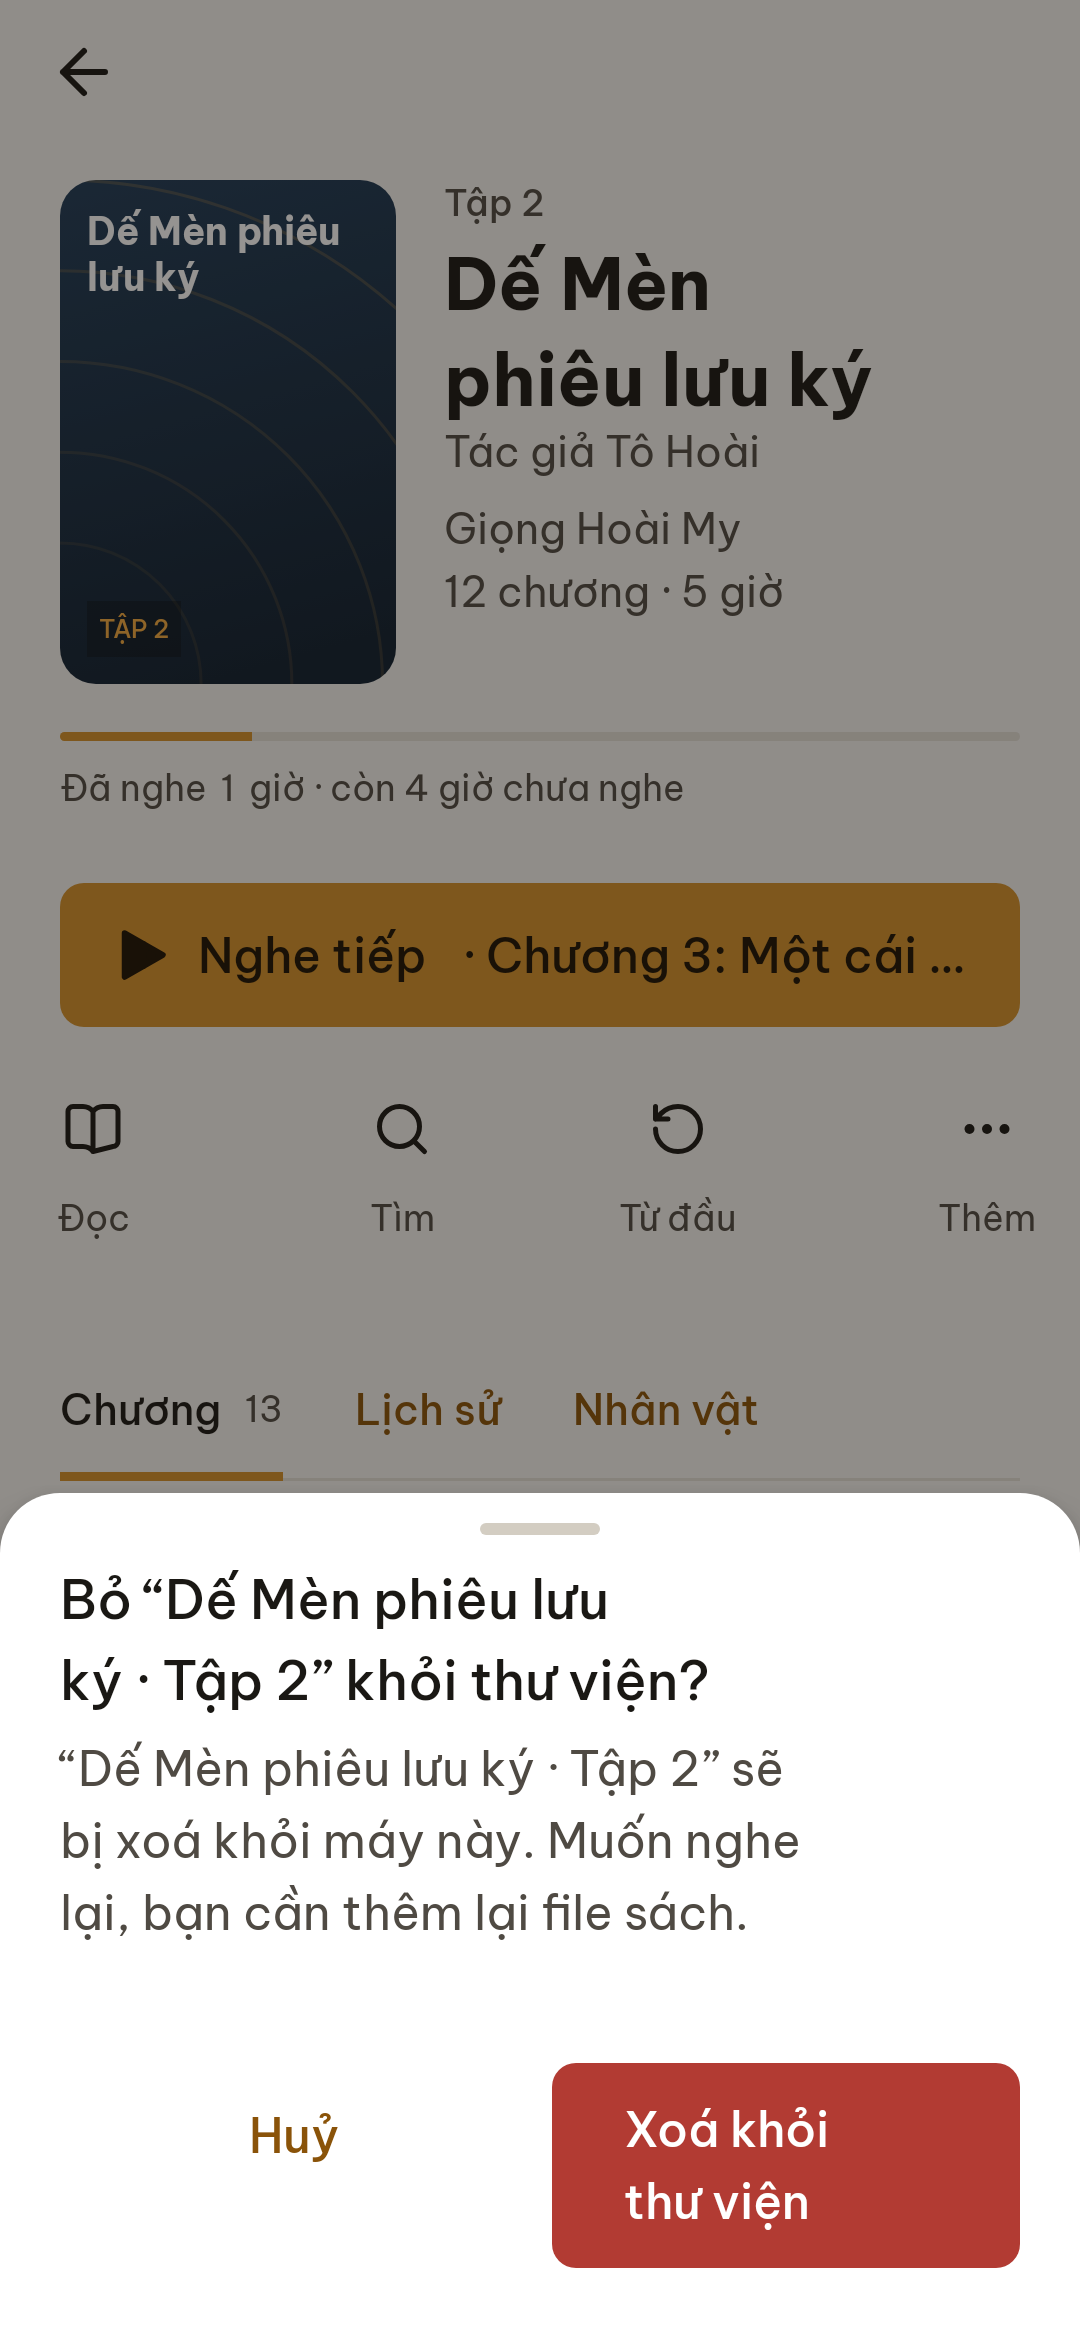 Dế Mèn phiêu
lưu ký
TẬP 2
Tập 2
Dế Mèn
phiêu lưu ký
Tác giả Tô Hoài
Giọng Hoài My
12 chương · 5 giờ
Đã nghe 1 giờ · còn 4 giờ chưa nghe
Nghe tiếp · Chương 3: Một cái ...
Đọc
Tìm
Từ đầu
Thêm
Chương 13
Lịch sử
Nhân vật
Bỏ “Dế Mèn phiêu lưu
ký · Tập 2” khỏi thư viện?
“Dế Mèn phiêu lưu ký · Tập 2” sẽ
bị xoá khỏi máy này. Muốn nghe
lại, bạn cần thêm lại file sách.
Huỷ
Xoá khỏi
thư viện